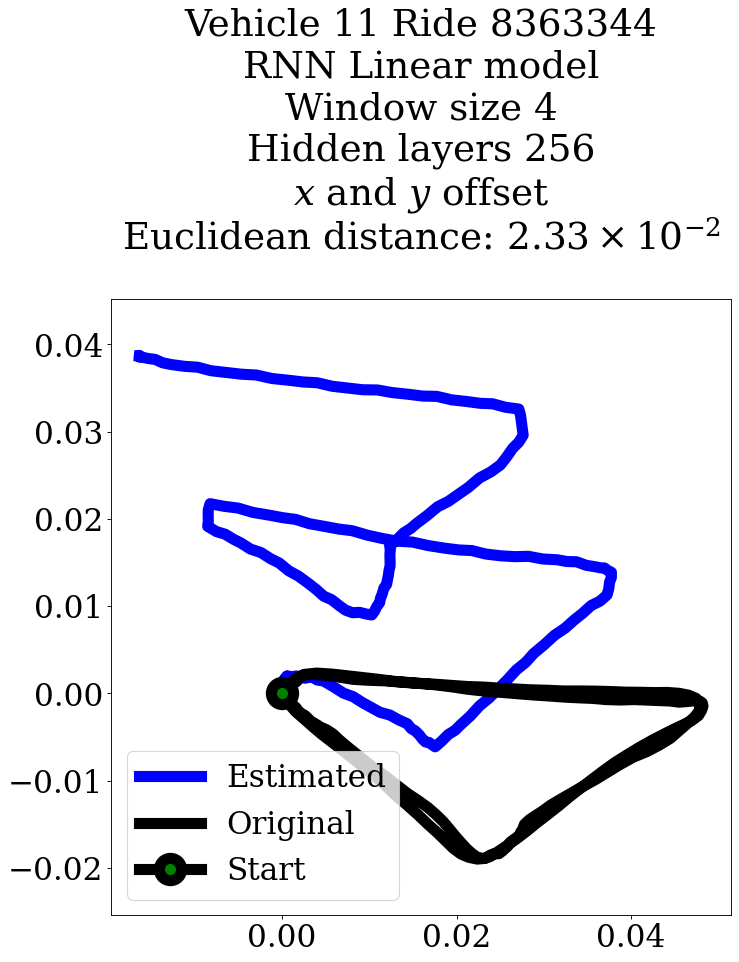 Vehicle 11 Ride 8363344
RNN Linear model
Window size 4
Hidden layers 256
x and y offset
Euclidean distance: 2.33 × 10⁻²
0.04
0.03
0.02
0.01
0.00
−0.01
−0.02
Estimated
Original
Start
0.00 0.02 0.04